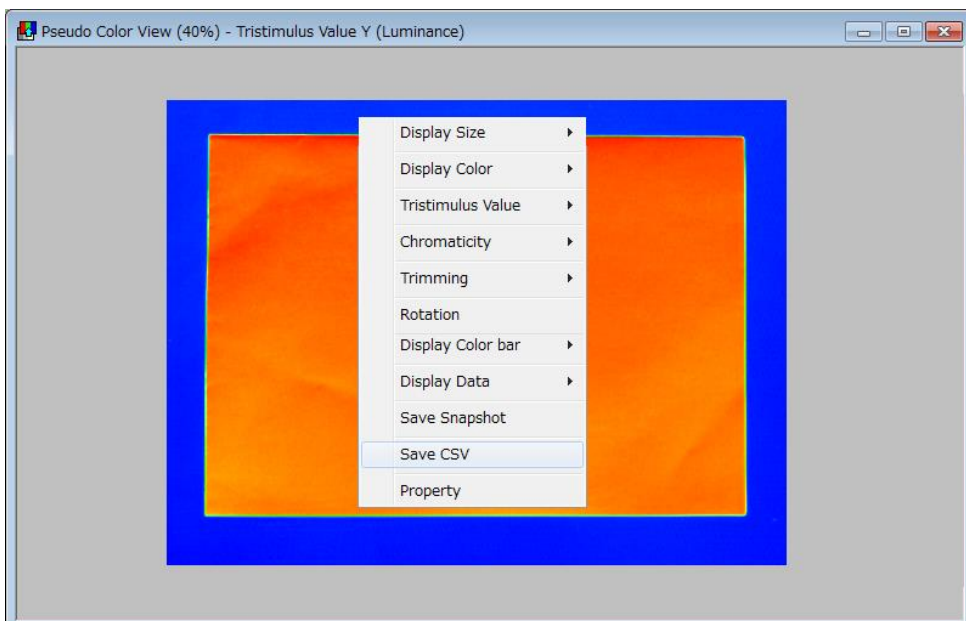 Pseudo Color View (40%) - Tristimulus Value Y (Luminance)
Display Size
Display Color
Tristimulus Value
Chromaticity
Trimming
Rotation
Display Color bar
Display Data
Save Snapshot
Save CSV
Property